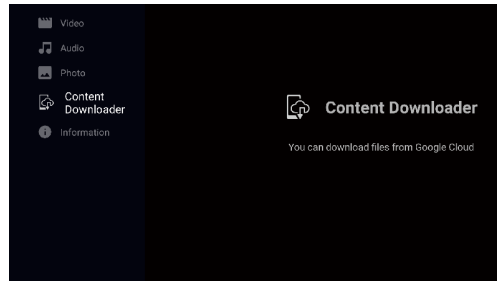 Video
Audio
Photo
Content
Downloader
Information
Content Downloader
You can download files from Google Cloud